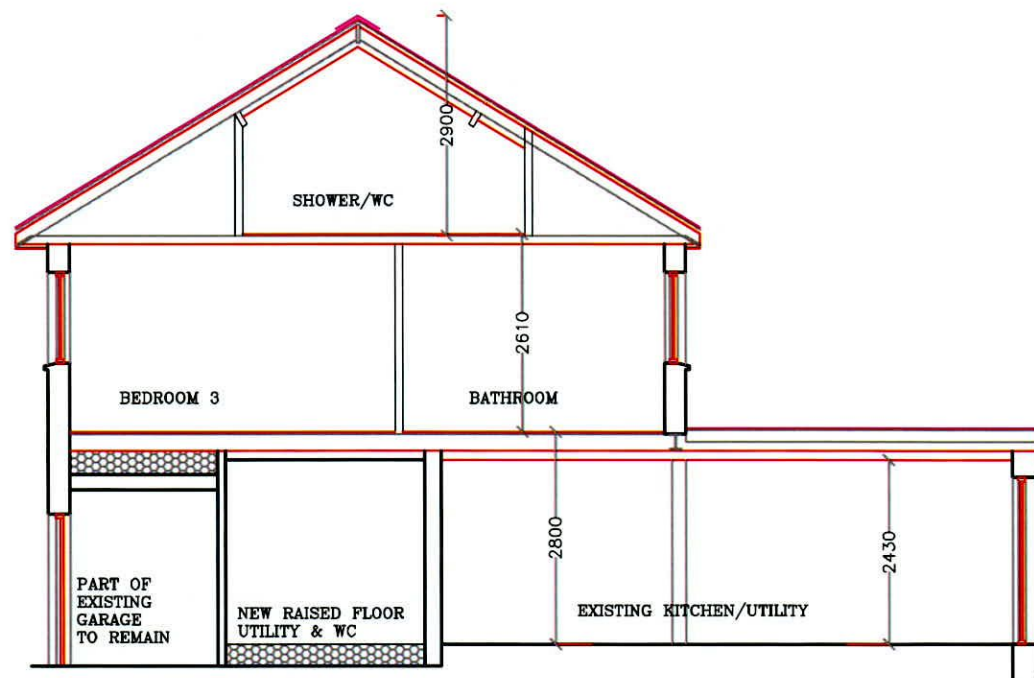 2900
SHOWER/WC
2610
BEDROOM 3
BATHROOM
2800
2430
PART OF
EXISTING
GARAGE
TO REMAIN
NEW RAISED FLOOR
UTILITY & WC
EXISTING KITCHEN/UTILITY